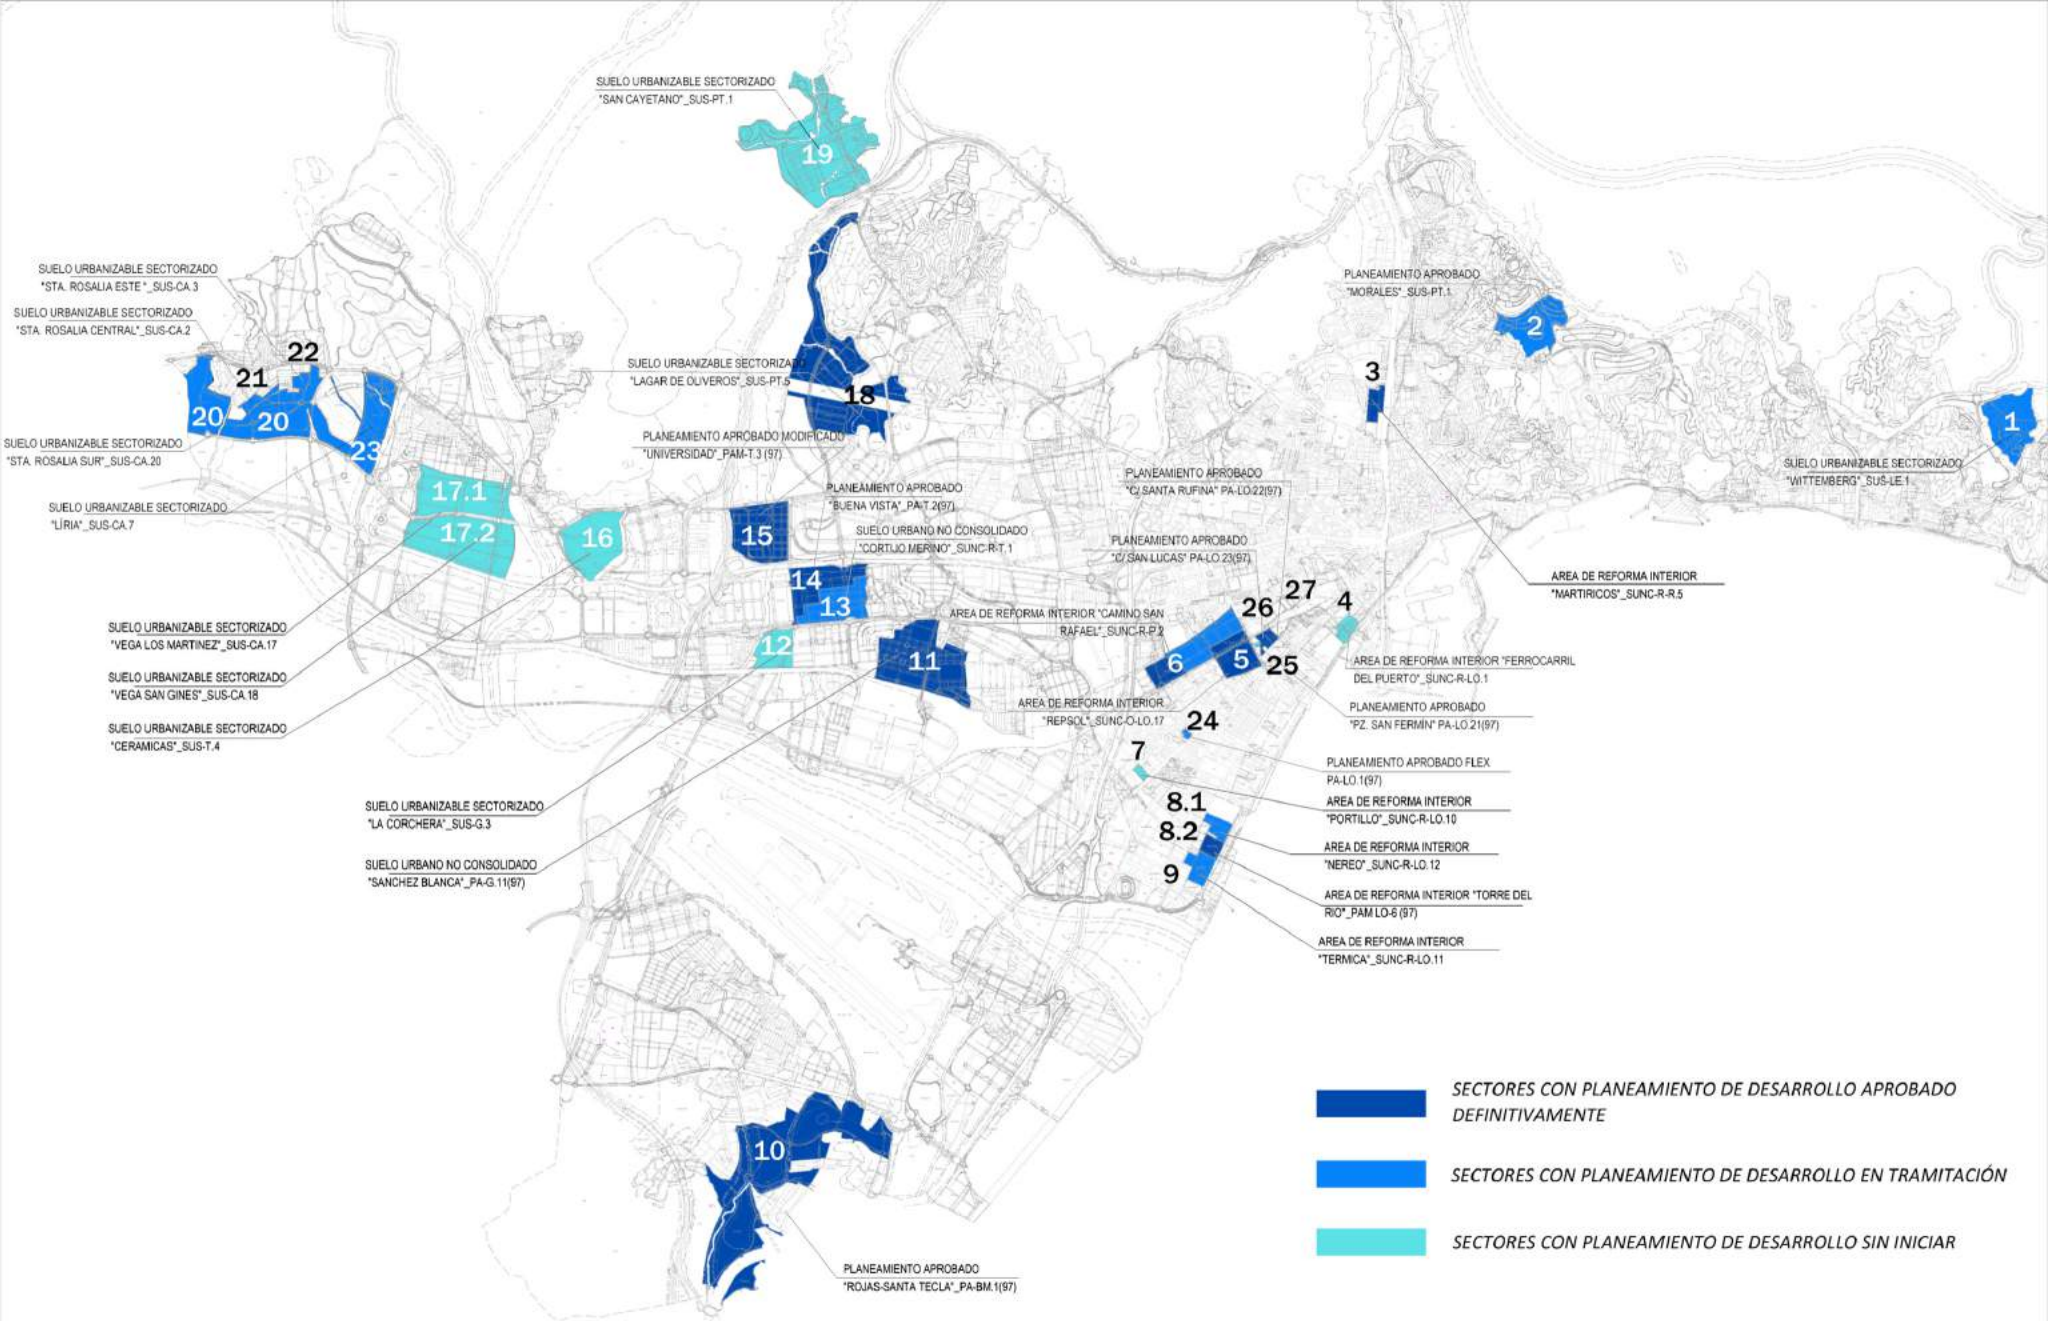 SUELO URBANIZABLE SECTORIZADO
"SAN CAYETANO"_SUS-PT.1
19
SUELO URBANIZABLE SECTORIZADO
"STA. ROSALIA ESTE "_SUS-CA.3
SUELO URBANIZABLE SECTORIZADO
"STA. ROSALIA CENTRAL"_SUS-CA.2
22
21
20
20
23
SUELO URBANIZABLE SECTORIZADO
"STA. ROSALIA SUR"_SUS-CA.20
SUELO URBANIZABLE SECTORIZADO
"LIRIA"_SUS-CA.7
17.1
17.2
16
SUELO URBANIZABLE SECTORIZADO
"LAGAR DE OLIVEROS"_SUS-PT.5
18
PLANEAMIENTO APROBADO MODIFICADO
"UNIVERSIDAD"_PAM-T.3 (97)
PLANEAMIENTO APROBADO
"BUENA VISTA"_PA-T.2(97)
SUELO URBANO NO CONSOLIDADO
"CORTIJO MERINO"_SUNC-R-T.1
15
14
13
12
11
PLANEAMIENTO APROBADO
"MORALES"_SUS-PT.1
2
3
1
SUELO URBANIZABLE SECTORIZADO
"WITTEMBERG"_SUS-LE.1
PLANEAMIENTO APROBADO
"C/ SANTA RUFINA" PA-LO.22(97)
PLANEAMIENTO APROBADO
"C/ SAN LUCAS" PA-LO.23(97)
AREA DE REFORMA INTERIOR
"MARTIRICOS"_SUNC-R-R.5
AREA DE REFORMA INTERIOR "CAMINO SAN
RAFAEL"_SUNC-R-P.2
26
27
4
6
5
25
AREA DE REFORMA INTERIOR "FERROCARRIL
DEL PUERTO"_SUNC-R-LO.1
AREA DE REFORMA INTERIOR
"REPSOL"_SUNC-O-LO.17
PLANEAMIENTO APROBADO
"PZ. SAN FERMIN" PA-LO.21(97)
24
7
PLANEAMIENTO APROBADO FLEX
PA-LO.1(97)
AREA DE REFORMA INTERIOR
"PORTILLO"_SUNC-R-LO.10
8.1
8.2
9
AREA DE REFORMA INTERIOR
"NEREO"_SUNC-R-LO.12
AREA DE REFORMA INTERIOR "TORRE DEL
RIO"_PAM LO-6 (97)
AREA DE REFORMA INTERIOR
"TERMICA"_SUNC-R-LO.11
SUELO URBANIZABLE SECTORIZADO
"VEGA LOS MARTINEZ"_SUS-CA.17
SUELO URBANIZABLE SECTORIZADO
"VEGA SAN GINES"_SUS-CA.18
SUELO URBANIZABLE SECTORIZADO
"CERAMICAS"_SUS-T.4
SUELO URBANIZABLE SECTORIZADO
"LA CORCHERA"_SUS-G.3
SUELO URBANO NO CONSOLIDADO
"SANCHEZ BLANCA"_PA-G.11(97)
10
PLANEAMIENTO APROBADO
"ROJAS-SANTA TECLA"_PA-BM.1(97)
SECTORES CON PLANEAMIENTO DE DESARROLLO APROBADO
DEFINITIVAMENTE
SECTORES CON PLANEAMIENTO DE DESARROLLO EN TRAMITACIÓN
SECTORES CON PLANEAMIENTO DE DESARROLLO SIN INICIAR